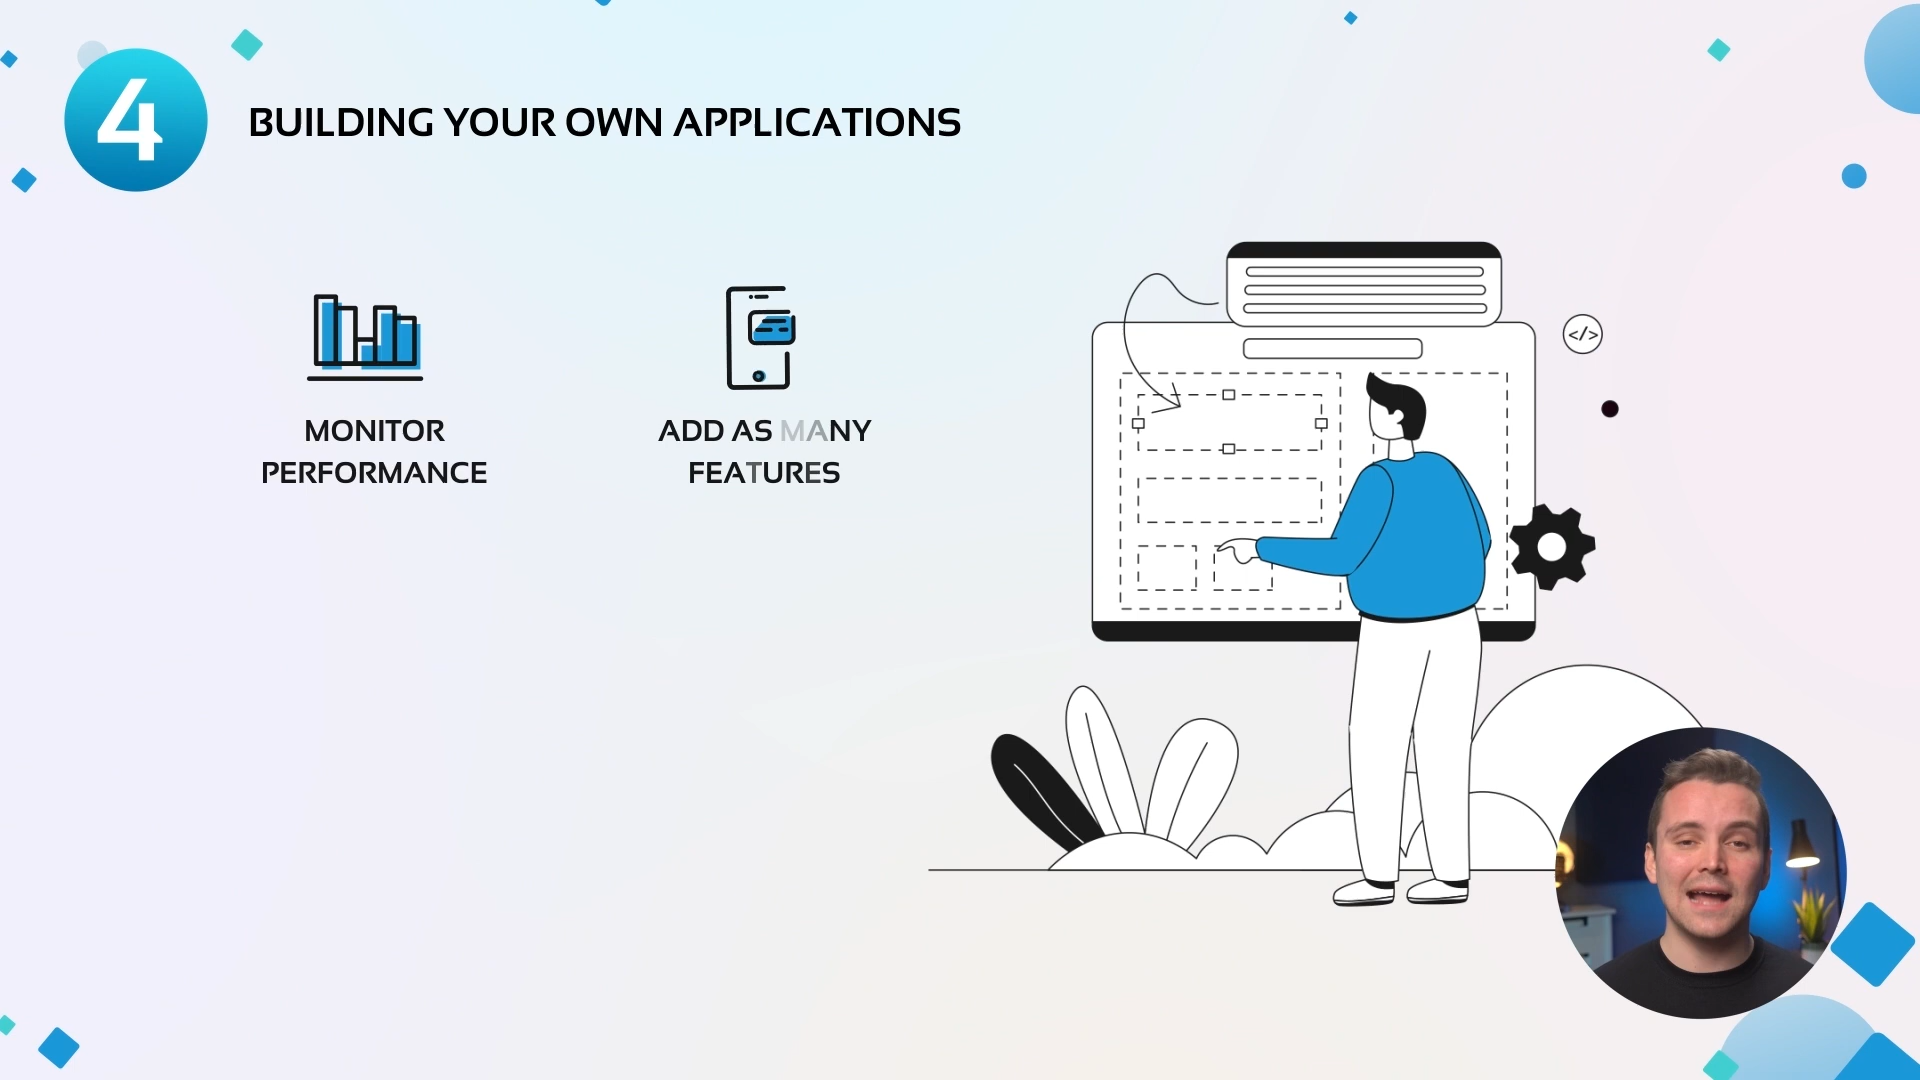 4
BUILDING YOUR OWN APPLICATIONS
MONITOR
PERFORMANCE
ADD AS MANY
FEATURES
</>